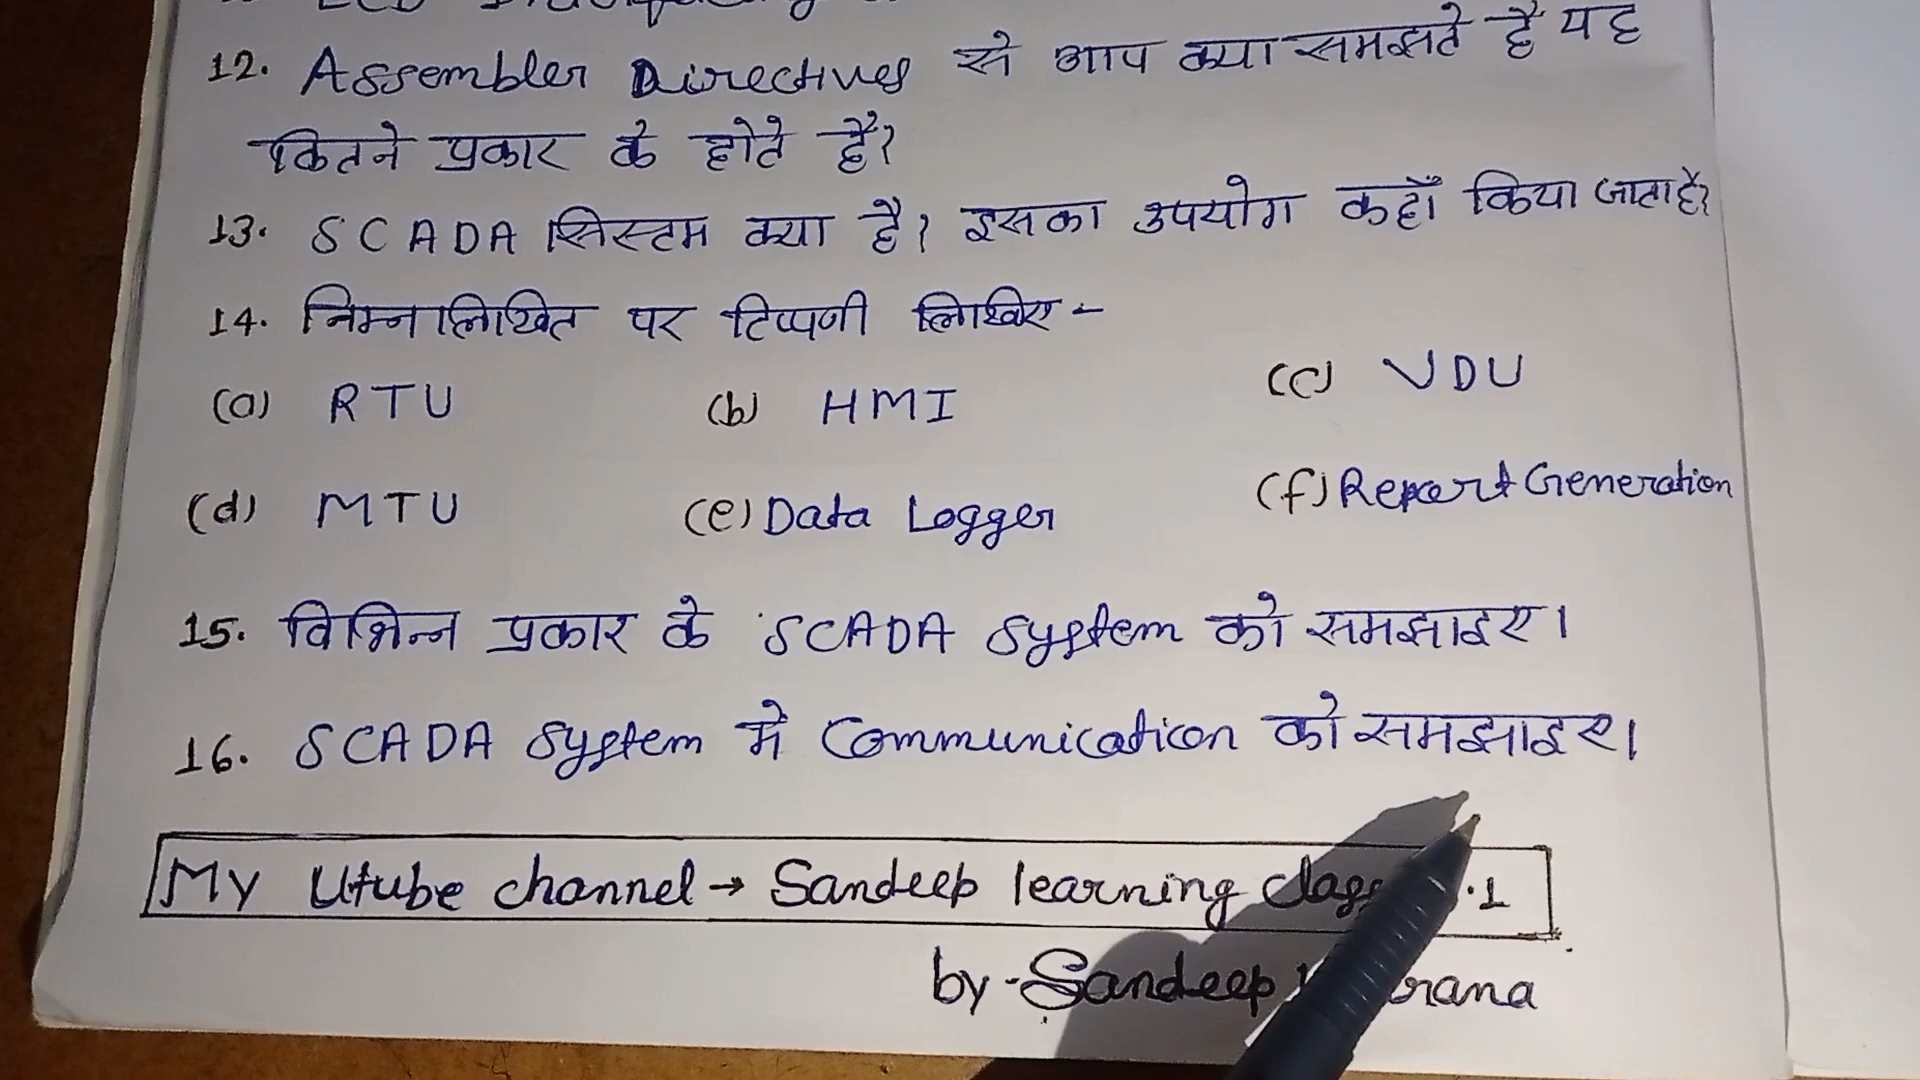 12. Assembler Directives से आप क्या समझते हैं यह
कितने प्रकार के होते हैं?
13. SCADA सिस्टम क्या है? इसका उपयोग कहाँ किया जाता है?
14. निम्नलिखित पर टिप्पणी लिखिए -
(a) RTU (b) HMI (c) VDU
(d) MTU (e) Data Logger (f) Report Generation
15. विभिन्न प्रकार के SCADA System को समझाइए।
16. SCADA System में Communication को समझाइए।
My Utube channel → Sandeep learning .1
by - Sandeep